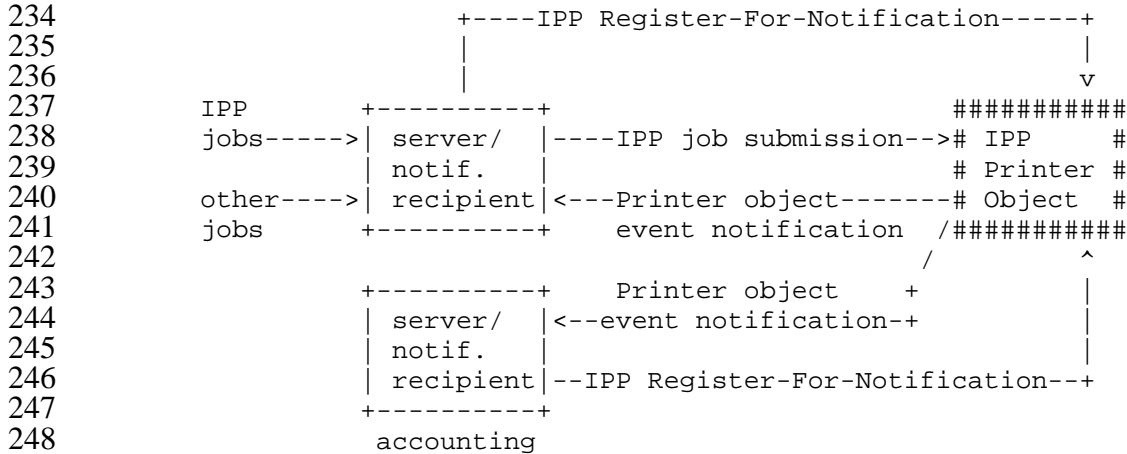 234                          +----IPP Register-For-Notification-----+
235                          |                                      |
236                          |                                      v
237         IPP       +----------+                         ###########
238         jobs----->| server/  |----IPP job submission--># IPP     #
239                   | notif.   |                         # Printer #
240         other---->| recipient|<---Printer object-------# Object  #
241         jobs      +----------+    event notification  /###########
242                                                      /         ^
243                   +----------+    Printer object    +          |
244                   | server/  |<--event notification-+          |
245                   | notif.   |                                 |
246                   | recipient|--IPP Register-For-Notification--+
247                   +----------+
248                    accounting